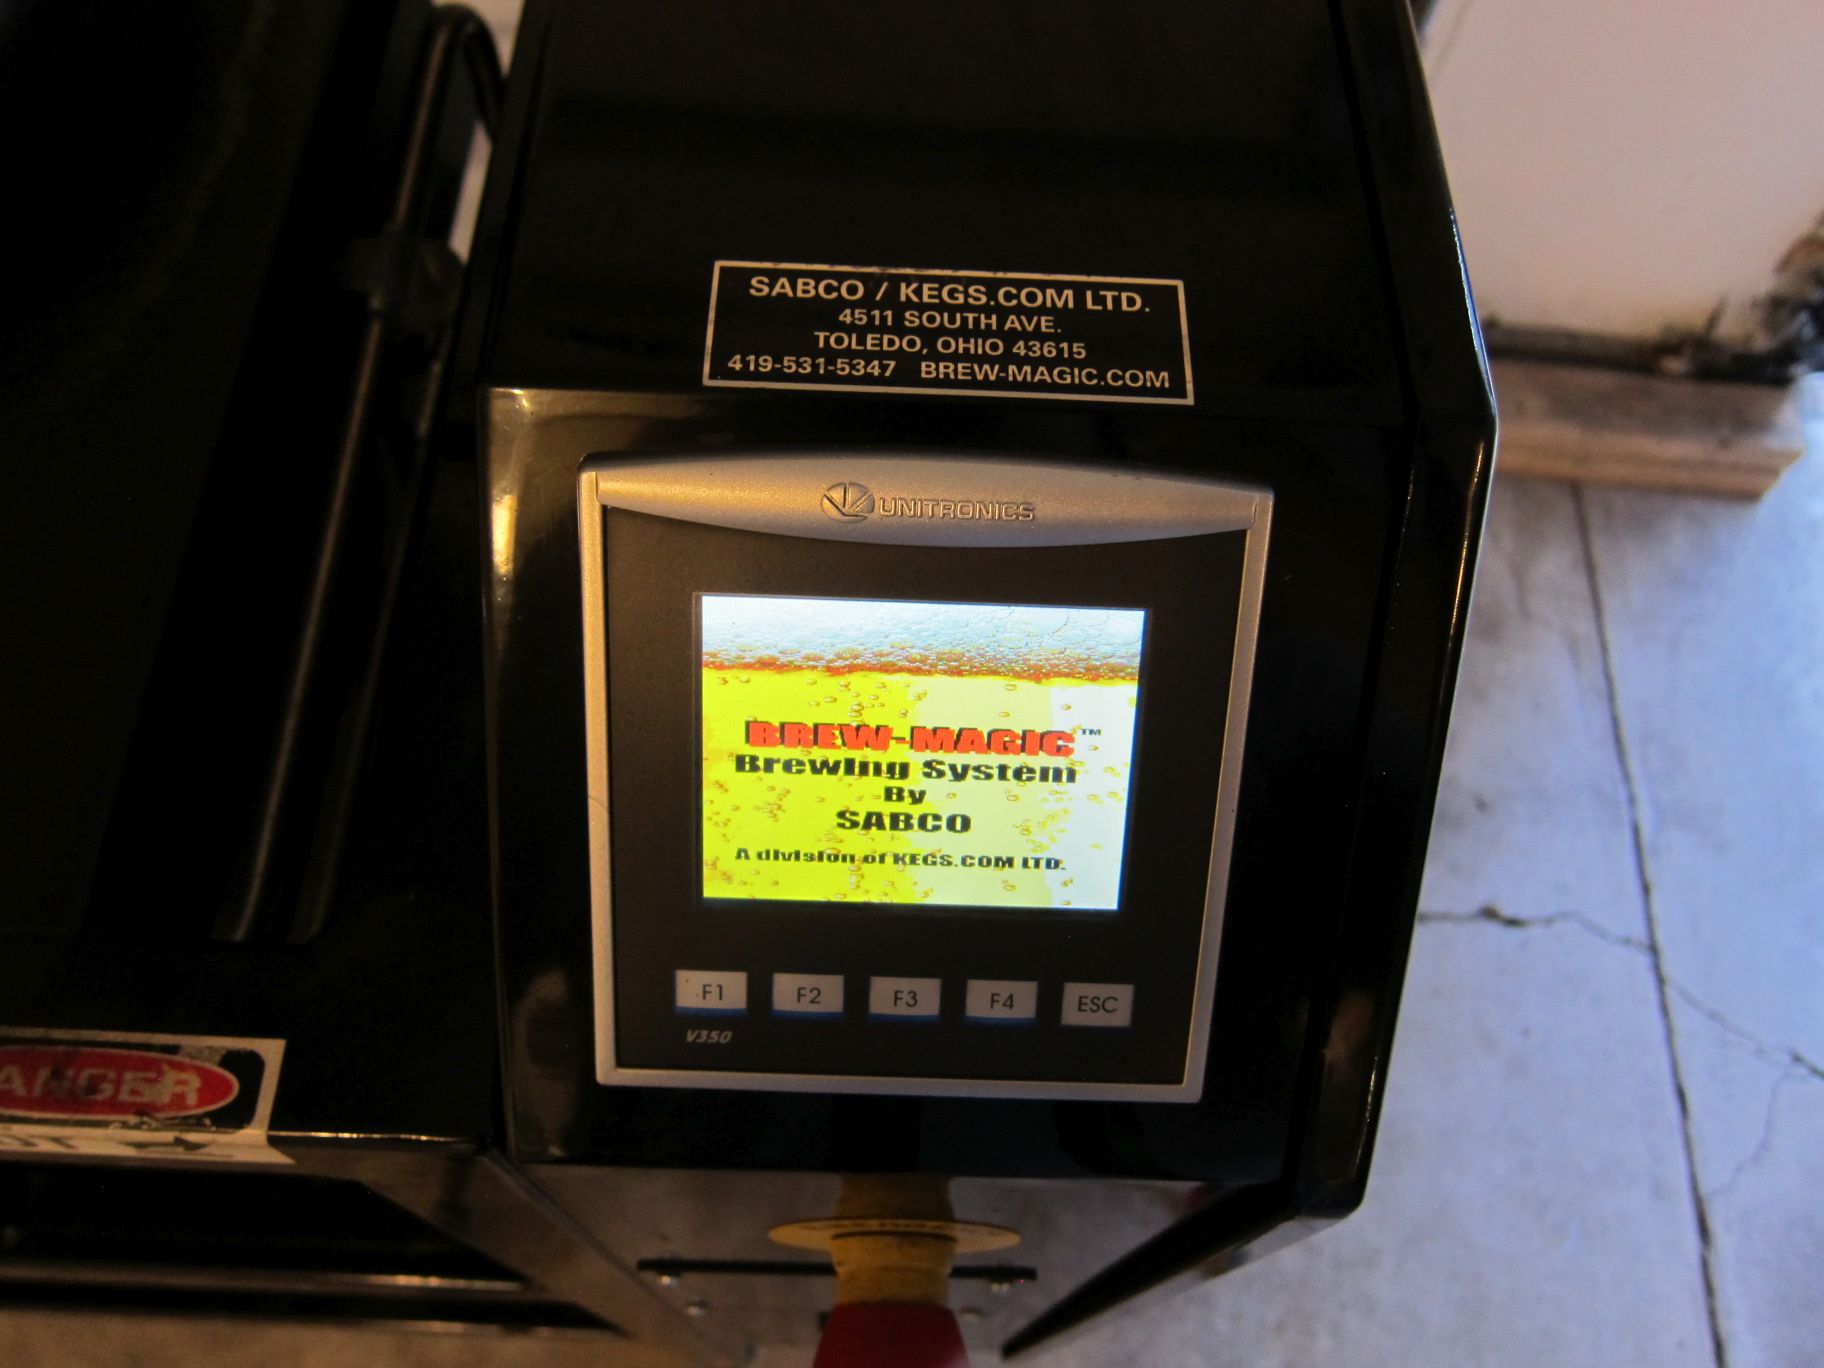 SABCO / KEGS.COM LTD.
4511 SOUTH AVE.
TOLEDO, OHIO 43615
419-531-5347 BREW-MAGIC.COM
UNITRONICS
BREW-MAGIC™
Brewing System
By
SABCO
A division of KEGS.COM LTD.
F1 F2 F3 F4 ESC
V350
ANGER